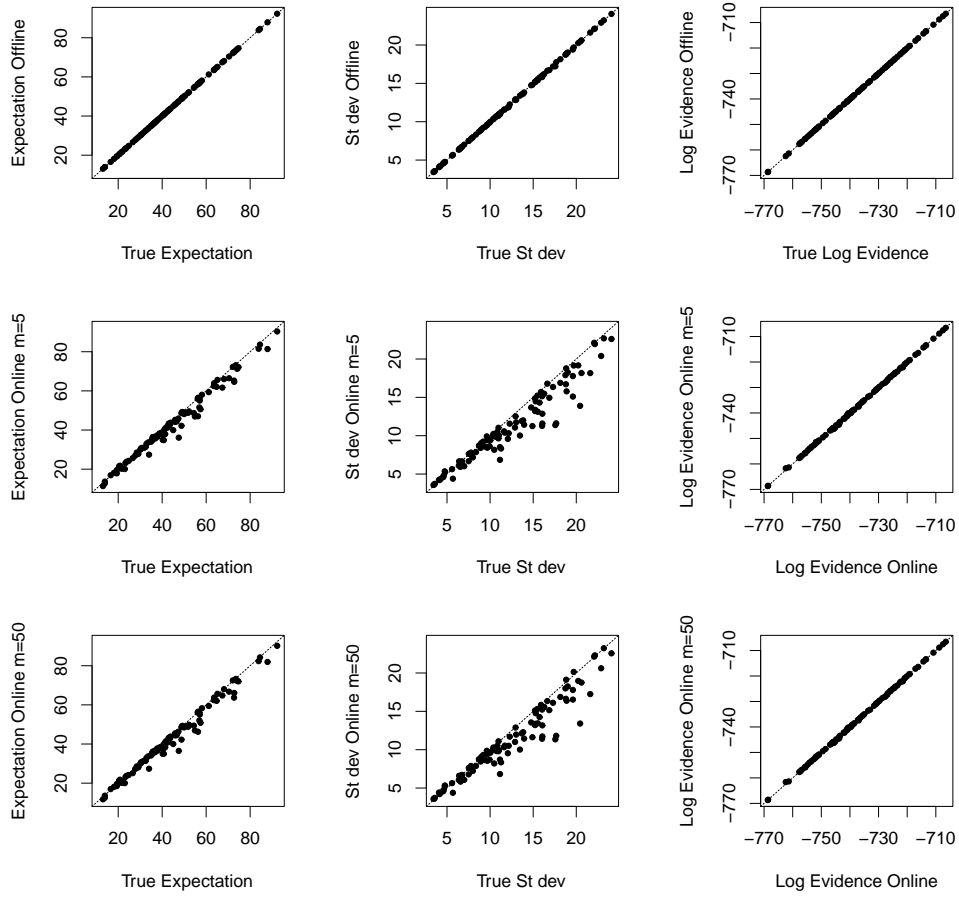 Expectation Offline
80
60
40
20
20 40 60 80
True Expectation
St dev Offline
20
15
10
5
5 10 15 20
True St dev
Log Evidence Offline
−710
−740
−770
−770 −750 −730 −710
True Log Evidence
Expectation Online m=5
80
60
40
20
20 40 60 80
True Expectation
St dev Online m=5
20
15
10
5
5 10 15 20
True St dev
Log Evidence Online m=5
−710
−740
−770
−770 −750 −730 −710
Log Evidence Online
Expectation Online m=50
80
60
40
20
20 40 60 80
True Expectation
St dev Online m=50
20
15
10
5
5 10 15 20
True St dev
Log Evidence Online m=50
−710
−740
−770
−770 −750 −730 −710
Log Evidence Online